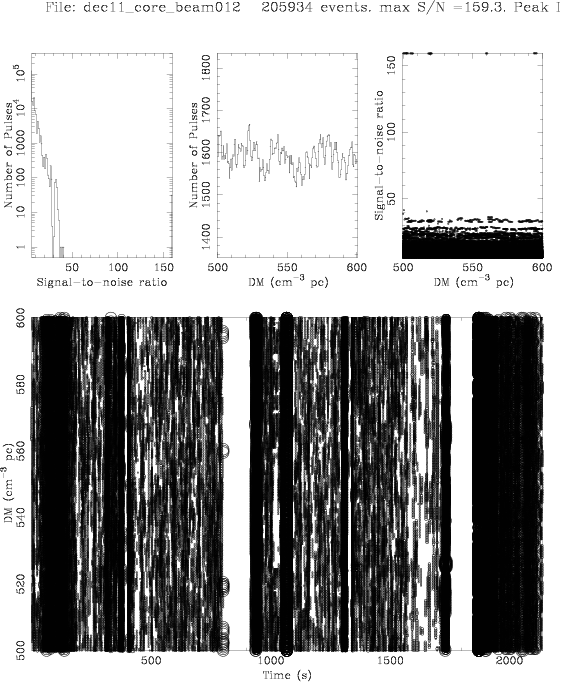 File: dec11_core_beam012 205934 events. max S/N =159.3. Peak
Number of Pulses
1 10 100 1000 10^4 10^5
50 100 150
Signal-to-noise ratio
Number of Pulses
1400 1500 1600 1700 1800
500 550 600
DM (cm^-3 pc)
Signal-to-noise ratio
50 100 150
500 550 600
DM (cm^-3 pc)
DM (cm^-3 pc)
500 520 540 560 580 600
500 1000 1500 2000
Time (s)